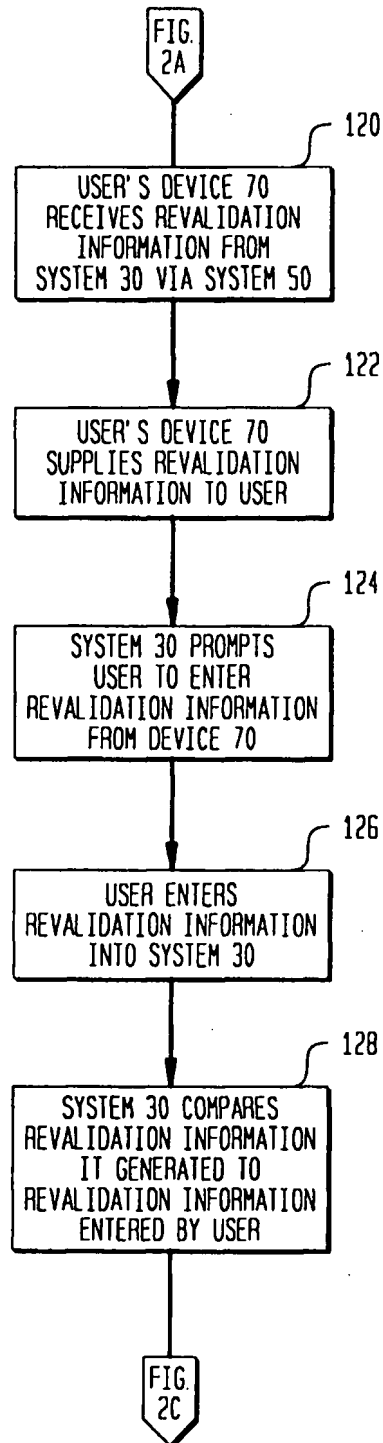 FIG.
2A
120
USER'S DEVICE 70
RECEIVES REVALIDATION
INFORMATION FROM
SYSTEM 30 VIA SYSTEM 50
122
USER'S DEVICE 70
SUPPLIES REVALIDATION
INFORMATION TO USER
124
SYSTEM 30 PROMPTS
USER TO ENTER
REVALIDATION INFORMATION
FROM DEVICE 70
126
USER ENTERS
REVALIDATION INFORMATION
INTO SYSTEM 30
128
SYSTEM 30 COMPARES
REVALIDATION INFORMATION
IT GENERATED TO
REVALIDATION INFORMATION
ENTERED BY USER
FIG.
2C